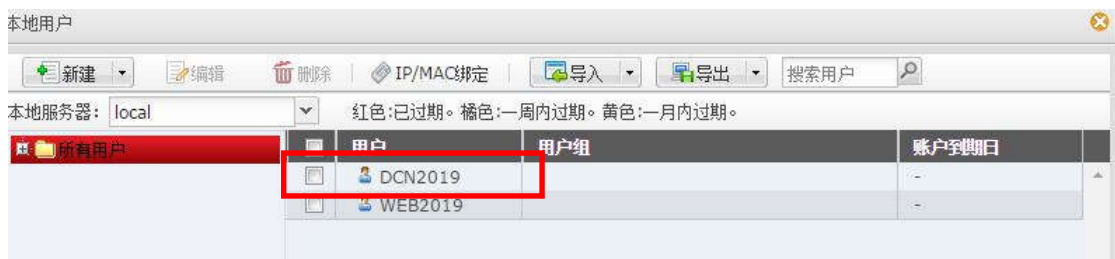 本地用户
新建 编辑 删除 IP/MAC绑定 导入 导出 搜索用户
本地服务器: local 红色:已过期。橘色:一周内过期。黄色:一月内过期。
所有用户 用户 用户组 账户到期日
DCN2019 -
WEB2019 -